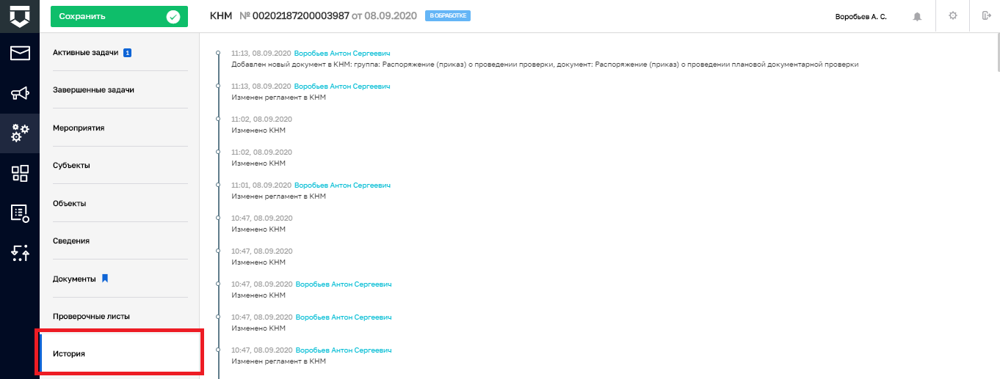 Сохранить
КНМ № 00202187200003987 от 08.09.2020 В ОБРАБОТКЕ
Воробьев А. С.
Активные задачи 1
Завершенные задачи
Мероприятия
Субъекты
Объекты
Сведения
Документы
Проверочные листы
История
11:13, 08.09.2020 Воробьев Антон Сергеевич
Добавлен новый документ в КНМ: группа: Распоряжение (приказ) о проведении проверки, документ: Распоряжение (приказ) о проведении плановой документарной проверки
11:13, 08.09.2020 Воробьев Антон Сергеевич
Изменен регламент в КНМ
11:02, 08.09.2020
Изменено КНМ
11:02, 08.09.2020
Изменено КНМ
11:01, 08.09.2020 Воробьев Антон Сергеевич
Изменен регламент в КНМ
10:47, 08.09.2020
Изменено КНМ
10:47, 08.09.2020
Изменено КНМ
10:47, 08.09.2020 Воробьев Антон Сергеевич
Изменено КНМ
10:47, 08.09.2020 Воробьев Антон Сергеевич
Изменено КНМ
10:47, 08.09.2020 Воробьев Антон Сергеевич
Изменен регламент в КНМ